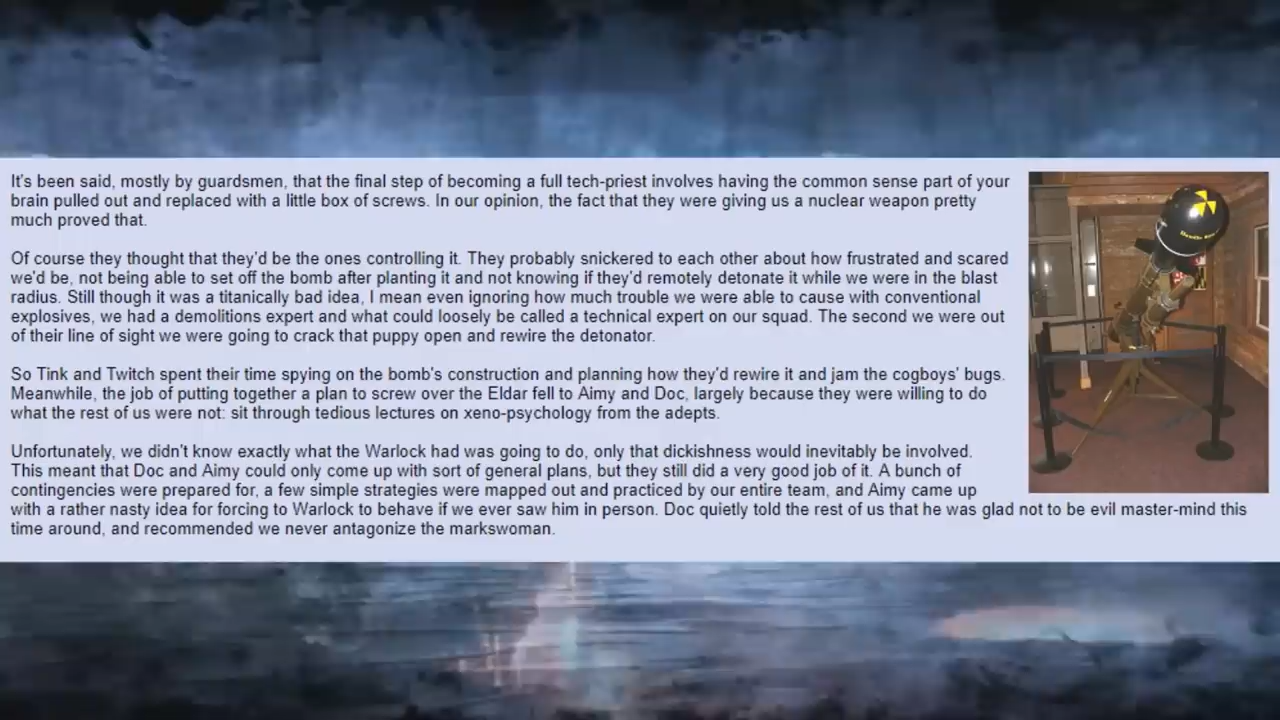 It's been said, mostly by guardsmen, that the final step of becoming a full tech-priest involves having the common sense part of your
brain pulled out and replaced with a little box of screws. In our opinion, the fact that they were giving us a nuclear weapon pretty
much proved that.
Of course they thought that they'd be the ones controlling it. They probably snickered to each other about how frustrated and scared
we'd be, not being able to set off the bomb after planting it and not knowing if they'd remotely detonate it while we were in the blast
radius. Still though it was a titanically bad idea, I mean even ignoring how much trouble we were able to cause with conventional
explosives, we had a demolitions expert and what could loosely be called a technical expert on our squad. The second we were out
of their line of sight we were going to crack that puppy open and rewire the detonator.
So Tink and Twitch spent their time spying on the bomb's construction and planning how they'd rewire it and jam the cogboys' bugs.
Meanwhile, the job of putting together a plan to screw over the Eldar fell to Aimy and Doc, largely because they were willing to do
what the rest of us were not: sit through tedious lectures on xeno-psychology from the adepts.
Unfortunately, we didn't know exactly what the Warlock had was going to do, only that dickishness would inevitably be involved.
This meant that Doc and Aimy could only come up with sort of general plans, but they still did a very good job of it. A bunch of
contingencies were prepared for, a few simple strategies were mapped out and practiced by our entire team, and Aimy came up
with a rather nasty idea for forcing to Warlock to behave if we ever saw him in person. Doc quietly told the rest of us that he was glad not to be evil master-mind this
time around, and recommended we never antagonize the markswoman.